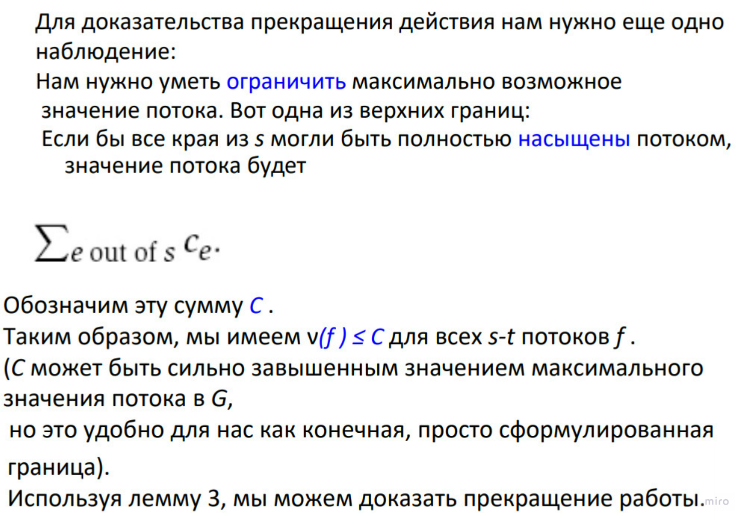 Для доказательства прекращения действия нам нужно еще одно
наблюдение:
Нам нужно уметь ограничить максимально возможное
значение потока. Вот одна из верхних границ:
Если бы все края из s могли быть полностью насыщены потоком,
значение потока будет
∑e out of s ce.
Обозначим эту сумму C .
Таким образом, мы имеем v(f ) ≤ C для всех s-t потоков f .
(C может быть сильно завышенным значением максимального
значения потока в G,
но это удобно для нас как конечная, просто сформулированная
граница).
Используя лемму 3, мы можем доказать прекращение работы.
miro